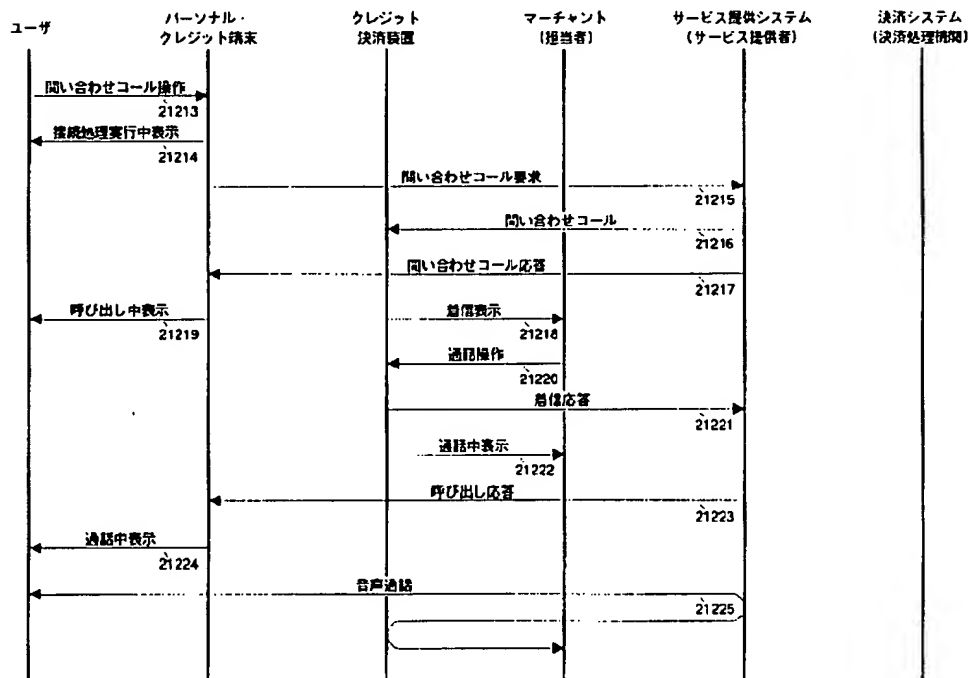 ユーザ
パーソナル・
クレジット端末
クレジット
決済装置
マーチャント
(担当者)
サービス提供システム
(サービス提供者)
決済システム
(決済処理機関)
問い合わせコール操作
21213
接続処理実行中表示
21214
問い合わせコール要求
21215
問い合わせコール
21216
問い合わせコール応答
21217
呼び出し中表示
21219
着信表示
21218
通話操作
21220
着信応答
21221
通話中表示
21222
呼び出し応答
21223
通話中表示
21224
音声通話
21225